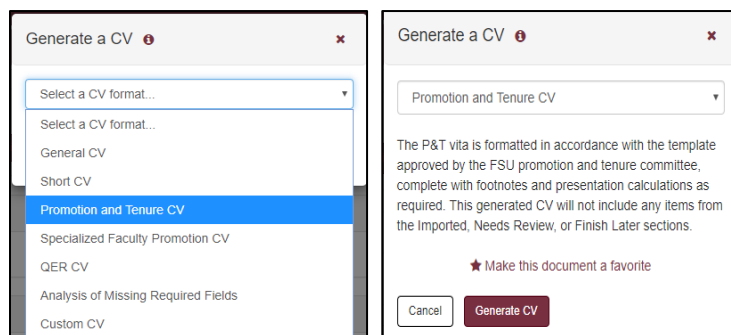 Generate a CV
Select a CV format...
Select a CV format...
General CV
Short CV
Promotion and Tenure CV
Specialized Faculty Promotion CV
QER CV
Analysis of Missing Required Fields
Custom CV
Generate a CV
Promotion and Tenure CV
The P&T vita is formatted in accordance with the template
approved by the FSU promotion and tenure committee,
complete with footnotes and presentation calculations as
required. This generated CV will not include any items from
the Imported, Needs Review, or Finish Later sections.
Make this document a favorite
Cancel
Generate CV